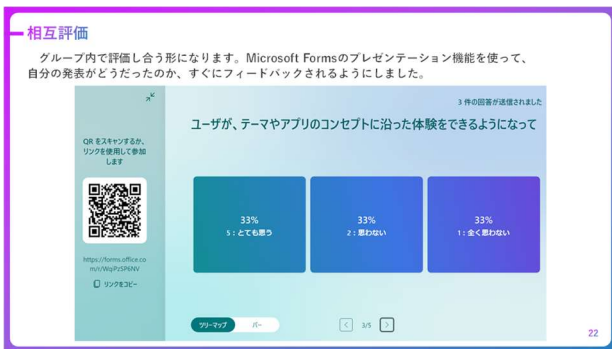 相互評価
グループ内で評価し合う形になります。Microsoft Formsのプレゼンテーション機能を使って、
自分の発表がどうだったのか、すぐにフィードバックされるようにしました。
3 件の回答が送信されました
ユーザが、テーマやアプリのコンセプトに沿った体験をできるようになって
QR をスキャンするか、
リンクを使用して参加
します
https://forms.office.co
m/r/WqiPzSP6NV
リンクをコピー
33%
5：とても思う
33%
2：思わない
33%
1：全く思わない
ツリーマップ
バー
3/5
22